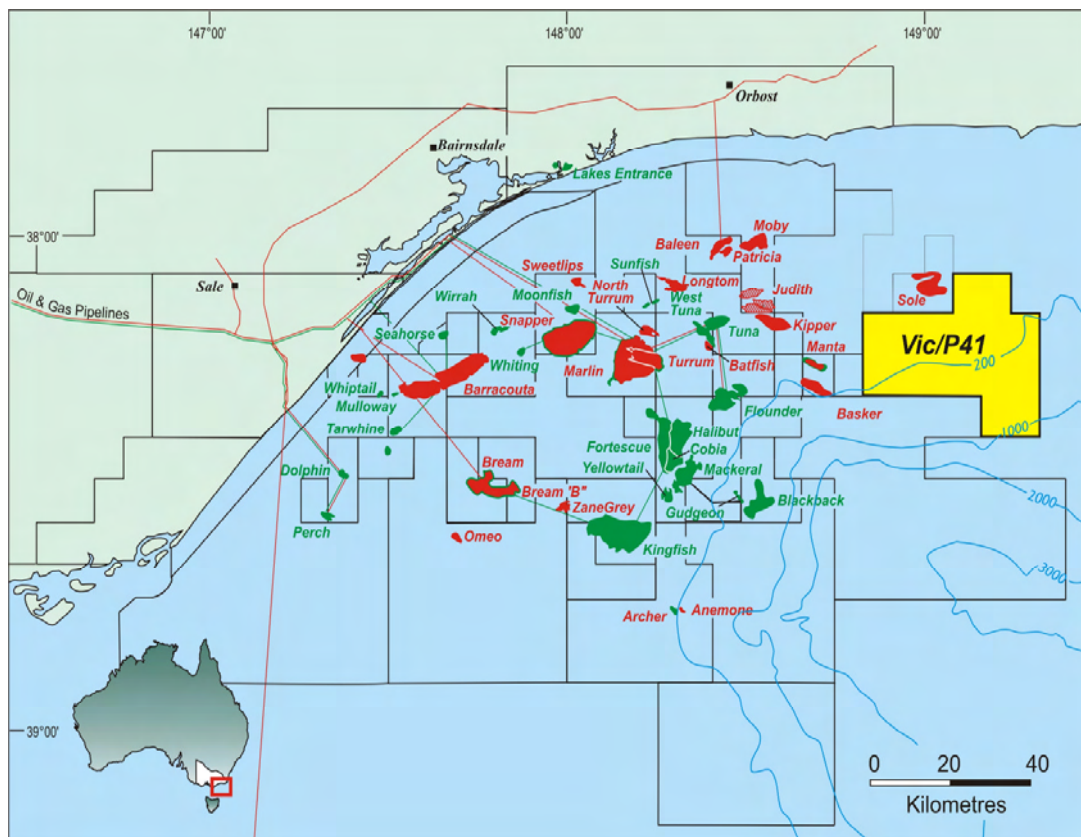 147°00'
148°00'
149°00'
Orbost
Bairnsdale
Lakes Entrance
38°00'
Moby
Baleen
Patricia
Sunfish
Sweetlips
North
Turrum
Longtom
Sale
Moonfish
West
Tuna
Judith
Sole
Oil & Gas Pipelines
Wirrah
Snapper
Seahorse
Tuna
Kipper
Vic/P41
200
Manta
Whiting
Marlin
Turrum
Batfish
Whiptail
Barracouta
Mulloway
Basker
Flounder
Tarwhine
Halibut
Fortescue
Cobia
1000
Bream
Yellowtail
Mackeral
Dolphin
Bream "B"
Blackback
2000
ZaneGrey
Gudgeon
Perch
Omeo
Kingfish
3000
Archer
Anemone
39°00'
0 20 40
Kilometres